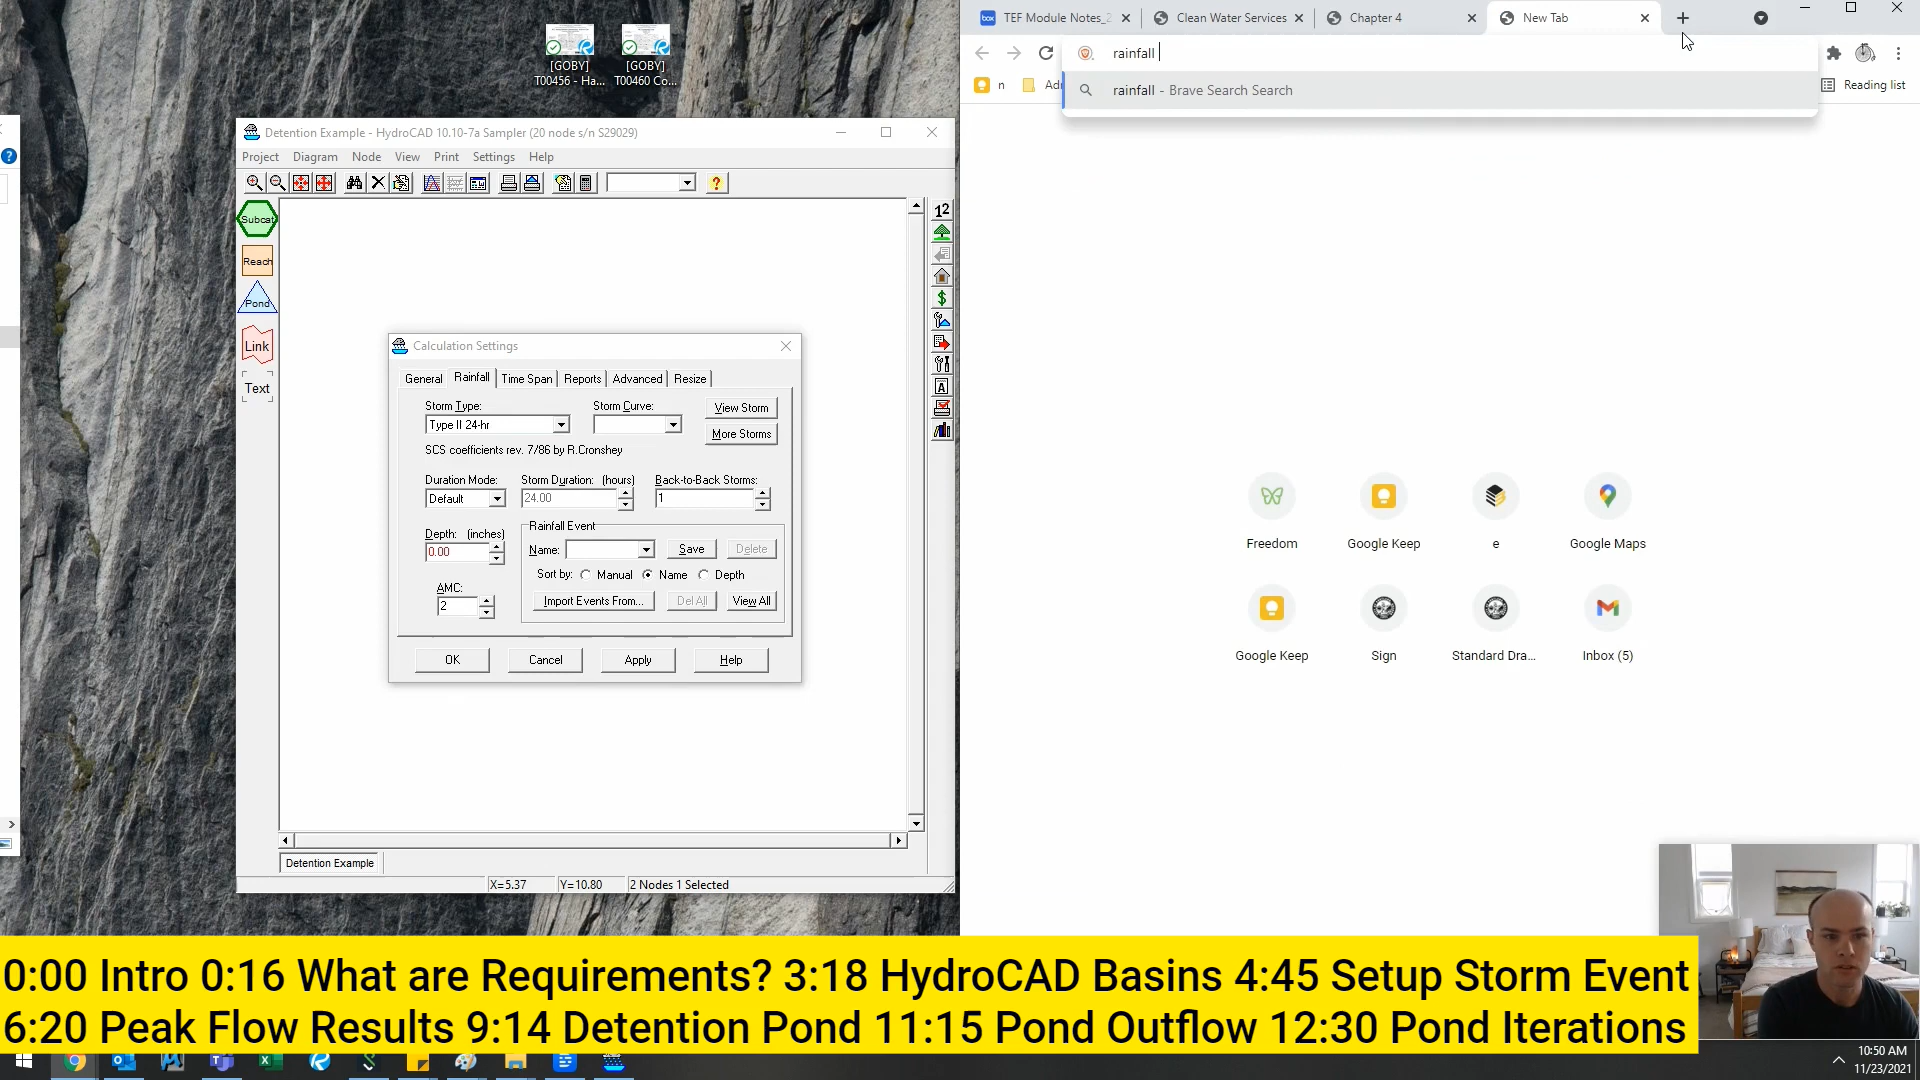 [GOBY]
T00456 - Ha...
[GOBY]
T00460 Co...
Detention Example - HydroCAD 10.10-7a Sampler (20 node s/n S29029)
Project Diagram Node View Print Settings Help
Subcat
Reach
Pond
Link
Text
12
Calculation Settings
General Rainfall Time Span Reports Advanced Resize
Storm Type: Storm Curve: View Storm
Type II 24-hr
More Storms
SCS coefficients rev. 7/86 by R.Cronshey
Duration Mode: Storm Duration: (hours) Back-to-Back Storms:
Default 24.00 1
Depth: (inches) Rainfall Event
0.00 Name: Save Delete
Sort by: Manual Name Depth
AMC:
2 Import Events From... Del All View All
OK Cancel Apply Help
Detention Example
X=5.37 Y=10.80 2 Nodes 1 Selected
TEF Module Notes_2 Clean Water Services Chapter 4 New Tab
rainfall
n Ad Reading list
rainfall - Brave Search Search
Freedom Google Keep e Google Maps
Google Keep Sign Standard Dra... Inbox (5)
0:00 Intro 0:16 What are Requirements? 3:18 HydroCAD Basins 4:45 Setup Storm Event
6:20 Peak Flow Results 9:14 Detention Pond 11:15 Pond Outflow 12:30 Pond Iterations
10:50 AM
11/23/2021